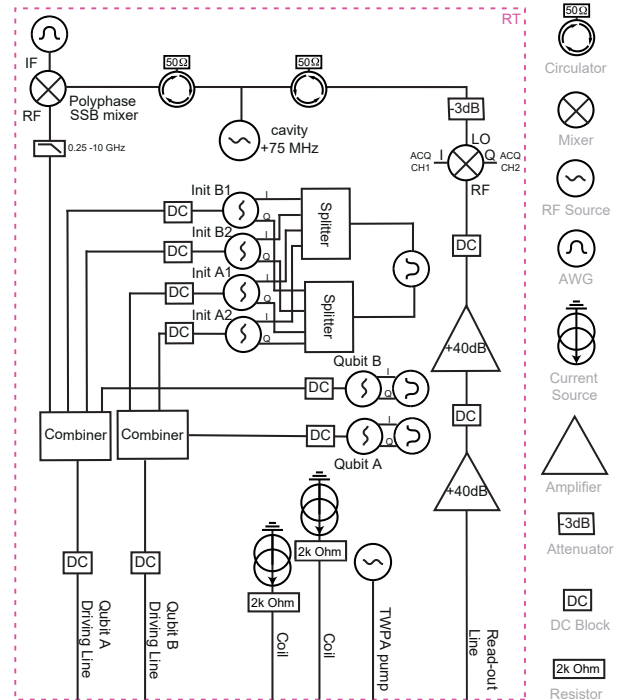 RT
50Ω
50Ω
IF
RF
Polyphase
SSB mixer
0.25 -10 GHz
cavity
+75 MHz
-3dB
LO
ACQ
CH1
I
Q
ACQ
CH2
RF
DC
Init B1
DC
I
Q
Init B2
DC
I
Q
Init A1
DC
I
Q
Init A2
DC
I
Q
Splitter
Splitter
+40dB
Qubit B
DC
I
Q
DC
Combiner
Combiner
DC
I
Q
Qubit A
+40dB
2k Ohm
2k Ohm
DC
DC
Qubit A
Driving Line
Qubit B
Driving Line
Coil
Coil
TWPA pump
Read-out
Line
50Ω
Circulator
Mixer
RF Source
AWG
Current
Source
Amplifier
-3dB
Attenuator
DC
DC Block
2k Ohm
Resistor